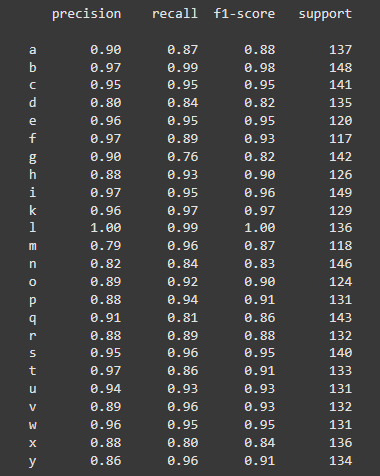 precision recall f1-score support
a 0.90 0.87 0.88 137
b 0.97 0.99 0.98 148
c 0.95 0.95 0.95 141
d 0.80 0.84 0.82 135
e 0.96 0.95 0.95 120
f 0.97 0.89 0.93 117
g 0.90 0.76 0.82 142
h 0.88 0.93 0.90 126
i 0.97 0.95 0.96 149
k 0.96 0.97 0.97 129
l 1.00 0.99 1.00 136
m 0.79 0.96 0.87 118
n 0.82 0.84 0.83 146
o 0.89 0.92 0.90 124
p 0.88 0.94 0.91 131
q 0.91 0.81 0.86 143
r 0.88 0.89 0.88 132
s 0.95 0.96 0.95 140
t 0.97 0.86 0.91 133
u 0.94 0.93 0.93 131
v 0.89 0.96 0.93 132
w 0.96 0.95 0.95 131
x 0.88 0.80 0.84 136
y 0.86 0.96 0.91 134